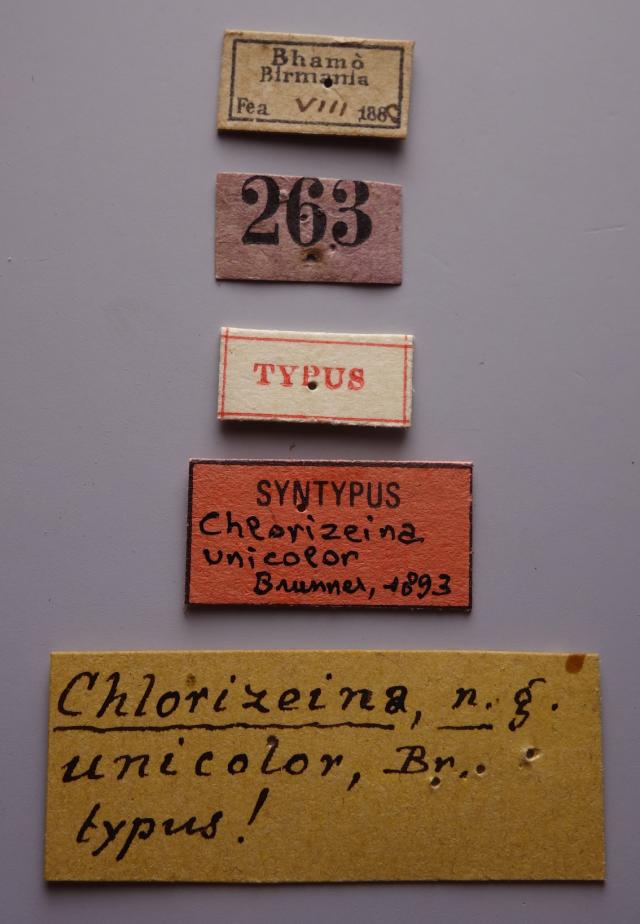 Bhamò
Birmania
Fea VIII 188
263
TYPUS
SYNTYPUS
Chlorizeina
unicolor
Brunner, 1893
Chlorizeina, n. g.
unicolor, Br..
typus!